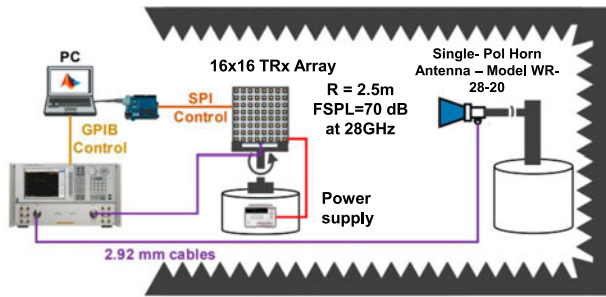 PC
16x16 TRx Array
Single- Pol Horn
Antenna – Model WR-
28-20
R = 2.5m
FSPL=70 dB
at 28GHz
SPI
Control
GPIB
Control
Power
supply
2.92 mm cables